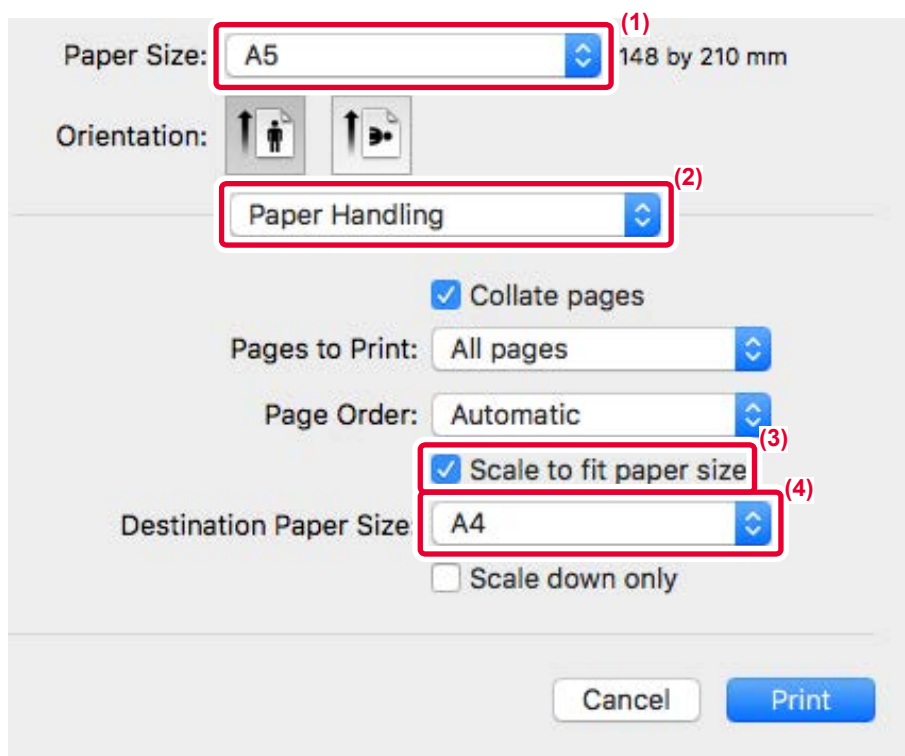 (1)
Paper Size: A5 148 by 210 mm
Orientation:
(2)
Paper Handling
Collate pages
Pages to Print: All pages
Page Order: Automatic
(3)
Scale to fit paper size
(4)
Destination Paper Size: A4
Scale down only
Cancel Print